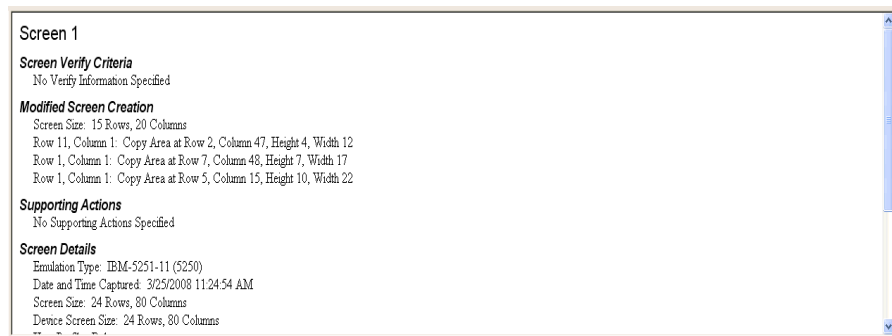 Screen 1
Screen Verify Criteria
No Verify Information Specified
Modified Screen Creation
Screen Size: 15 Rows, 20 Columns
Row 11, Column 1: Copy Area at Row 2, Column 47, Height 4, Width 12
Row 1, Column 1: Copy Area at Row 7, Column 48, Height 7, Width 17
Row 1, Column 1: Copy Area at Row 5, Column 15, Height 10, Width 22
Supporting Actions
No Supporting Actions Specified
Screen Details
Emulation Type: IBM-5251-11 (5250)
Date and Time Captured: 3/25/2008 11:24:54 AM
Screen Size: 24 Rows, 80 Columns
Device Screen Size: 24 Rows, 80 Columns